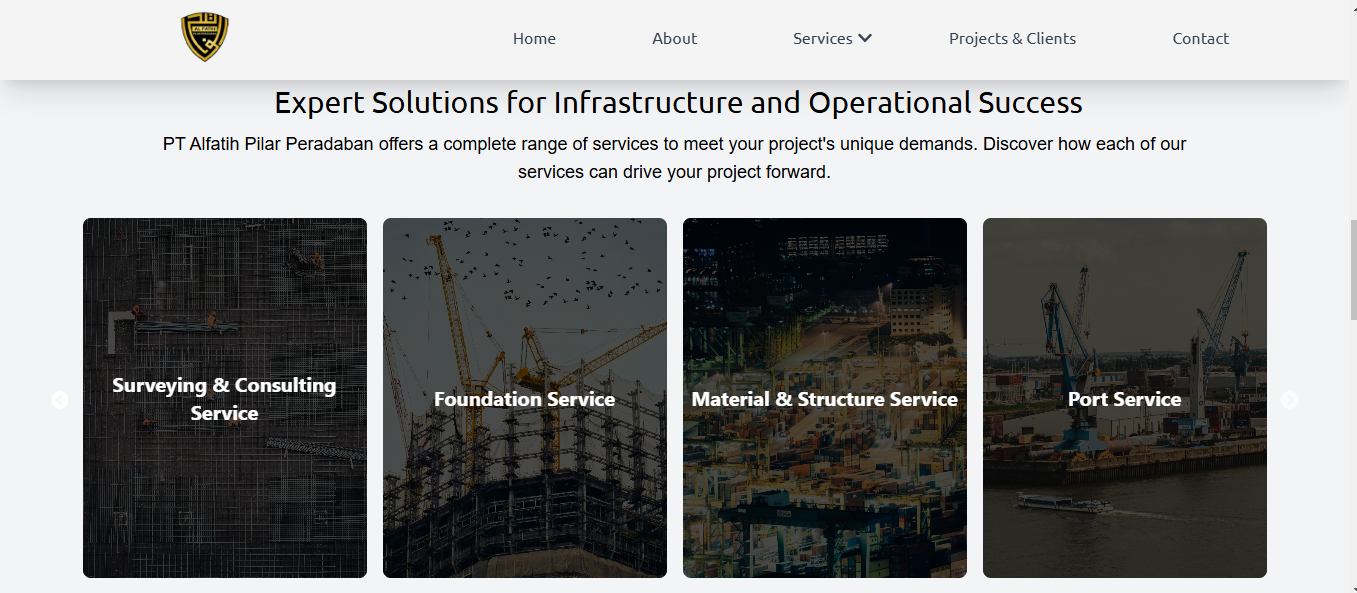 ALFATIH
Home
About
Services
Projects & Clients
Contact
Expert Solutions for Infrastructure and Operational Success
PT Alfatih Pilar Peradaban offers a complete range of services to meet your project's unique demands. Discover how each of our
services can drive your project forward.
Surveying & Consulting
Service
Foundation Service
Material & Structure Service
Port Service